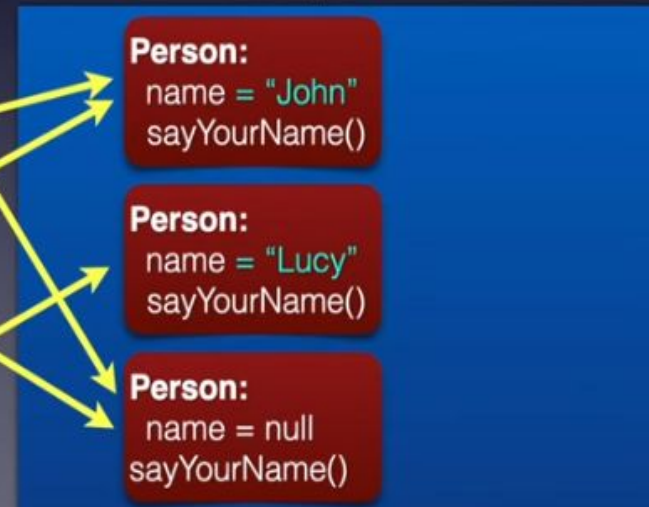 Person:
name = “John”
sayYourName()
Person:
name = “Lucy”
sayYourName()
Person:
name = null
sayYourName()